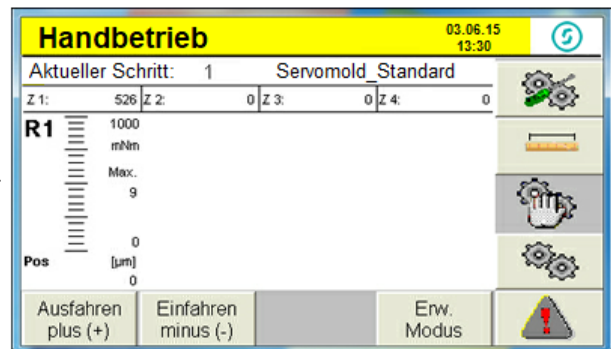 Handbetrieb
03.06.15
13:30
Aktueller Schritt: 1 Servomold_Standard
Z 1: 526 Z 2: 0 Z 3: 0 Z 4: 0
R1
1000
mNm
Max.
9
0
Pos [µm]
0
Ausfahren
plus (+)
Einfahren
minus (-)
Erw.
Modus